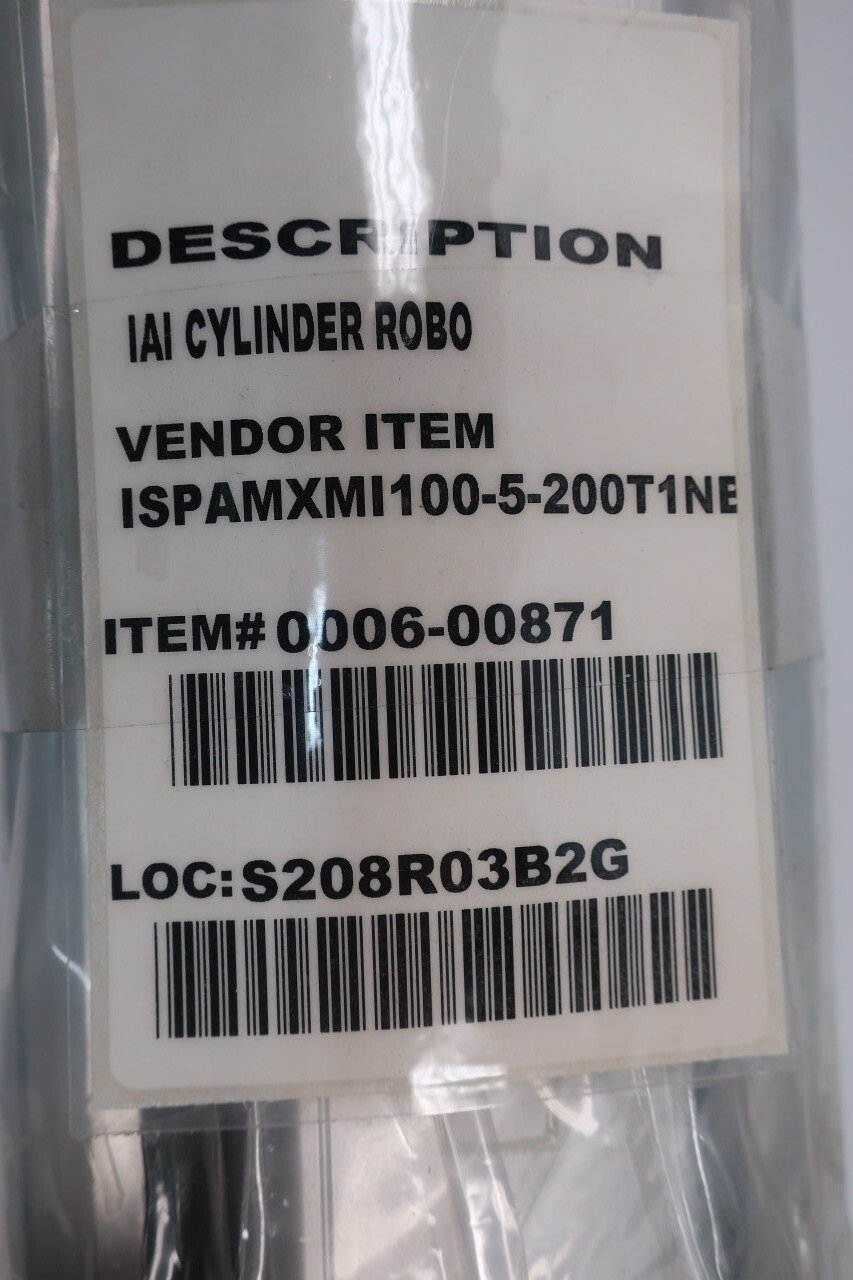 DESCRIPTION
IAI CYLINDER ROBO
VENDOR ITEM
ISPAMXMI100-5-200T1NE
ITEM# 0006-00871
LOC:S208R03B2G